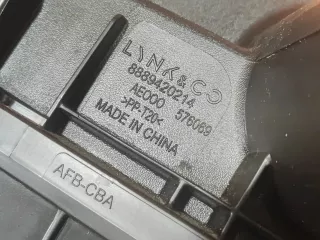 LYNK & CO
8889420214
AE000 576069
>PP-T20<
MADE IN CHINA
AFB-CBA